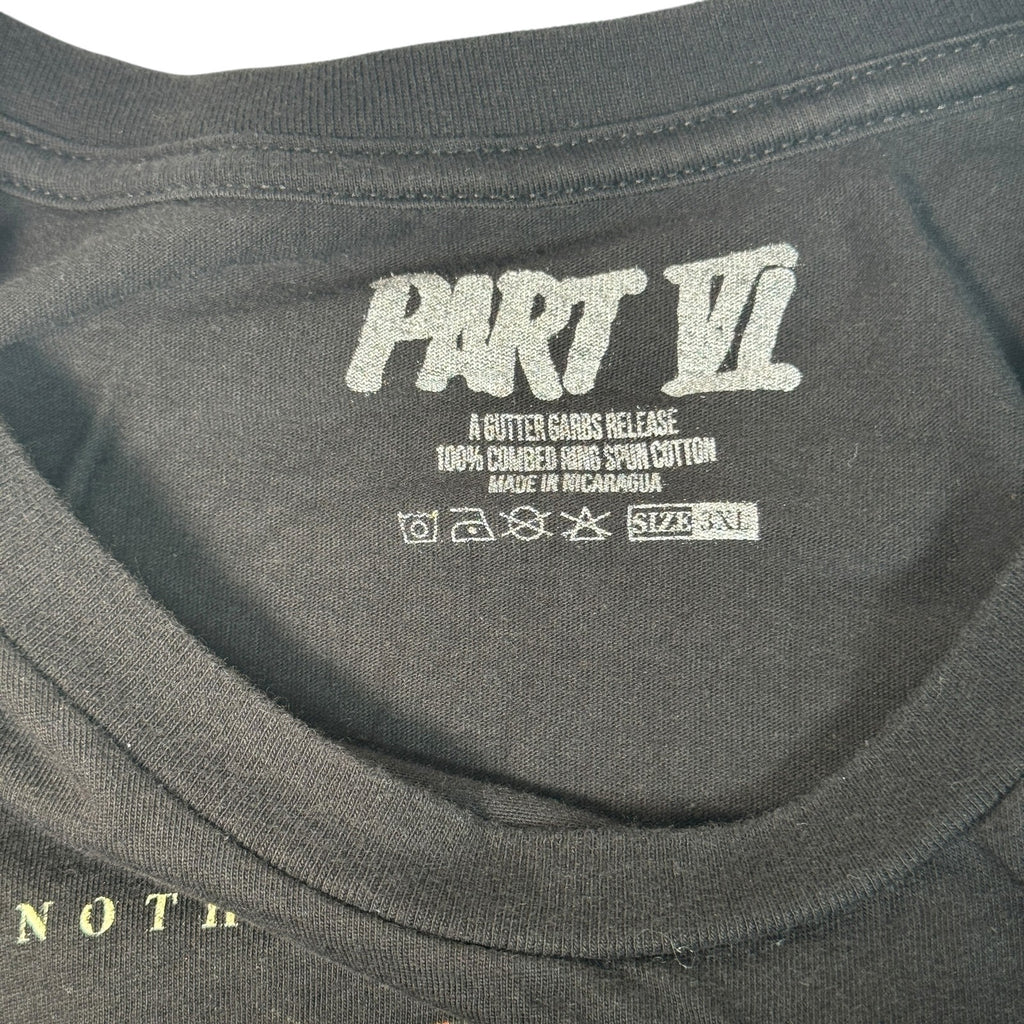 PART VI
A GUTTER GARBS RELEASE
100% COMBED RING SPUN COTTON
MADE IN NICARAGUA
SIZE 3XL
NOTH